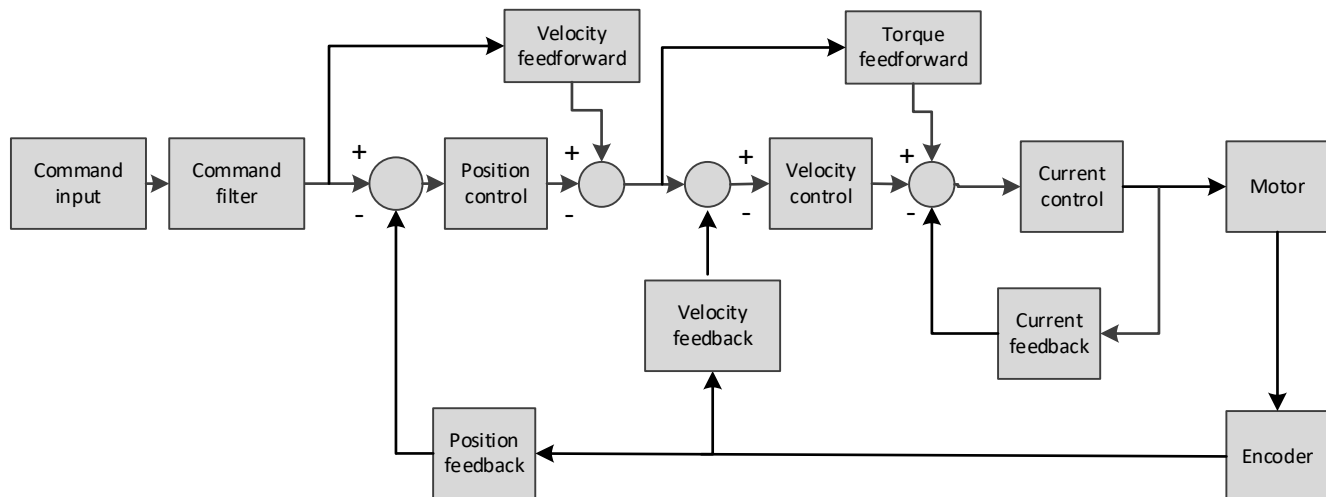 Velocity
feedforward
Torque
feedforward
Command
input
Command
filter
+
-
Position
control
+
-
+
-
Velocity
control
+
-
Current
control
Motor
Velocity
feedback
Current
feedback
Position
feedback
Encoder